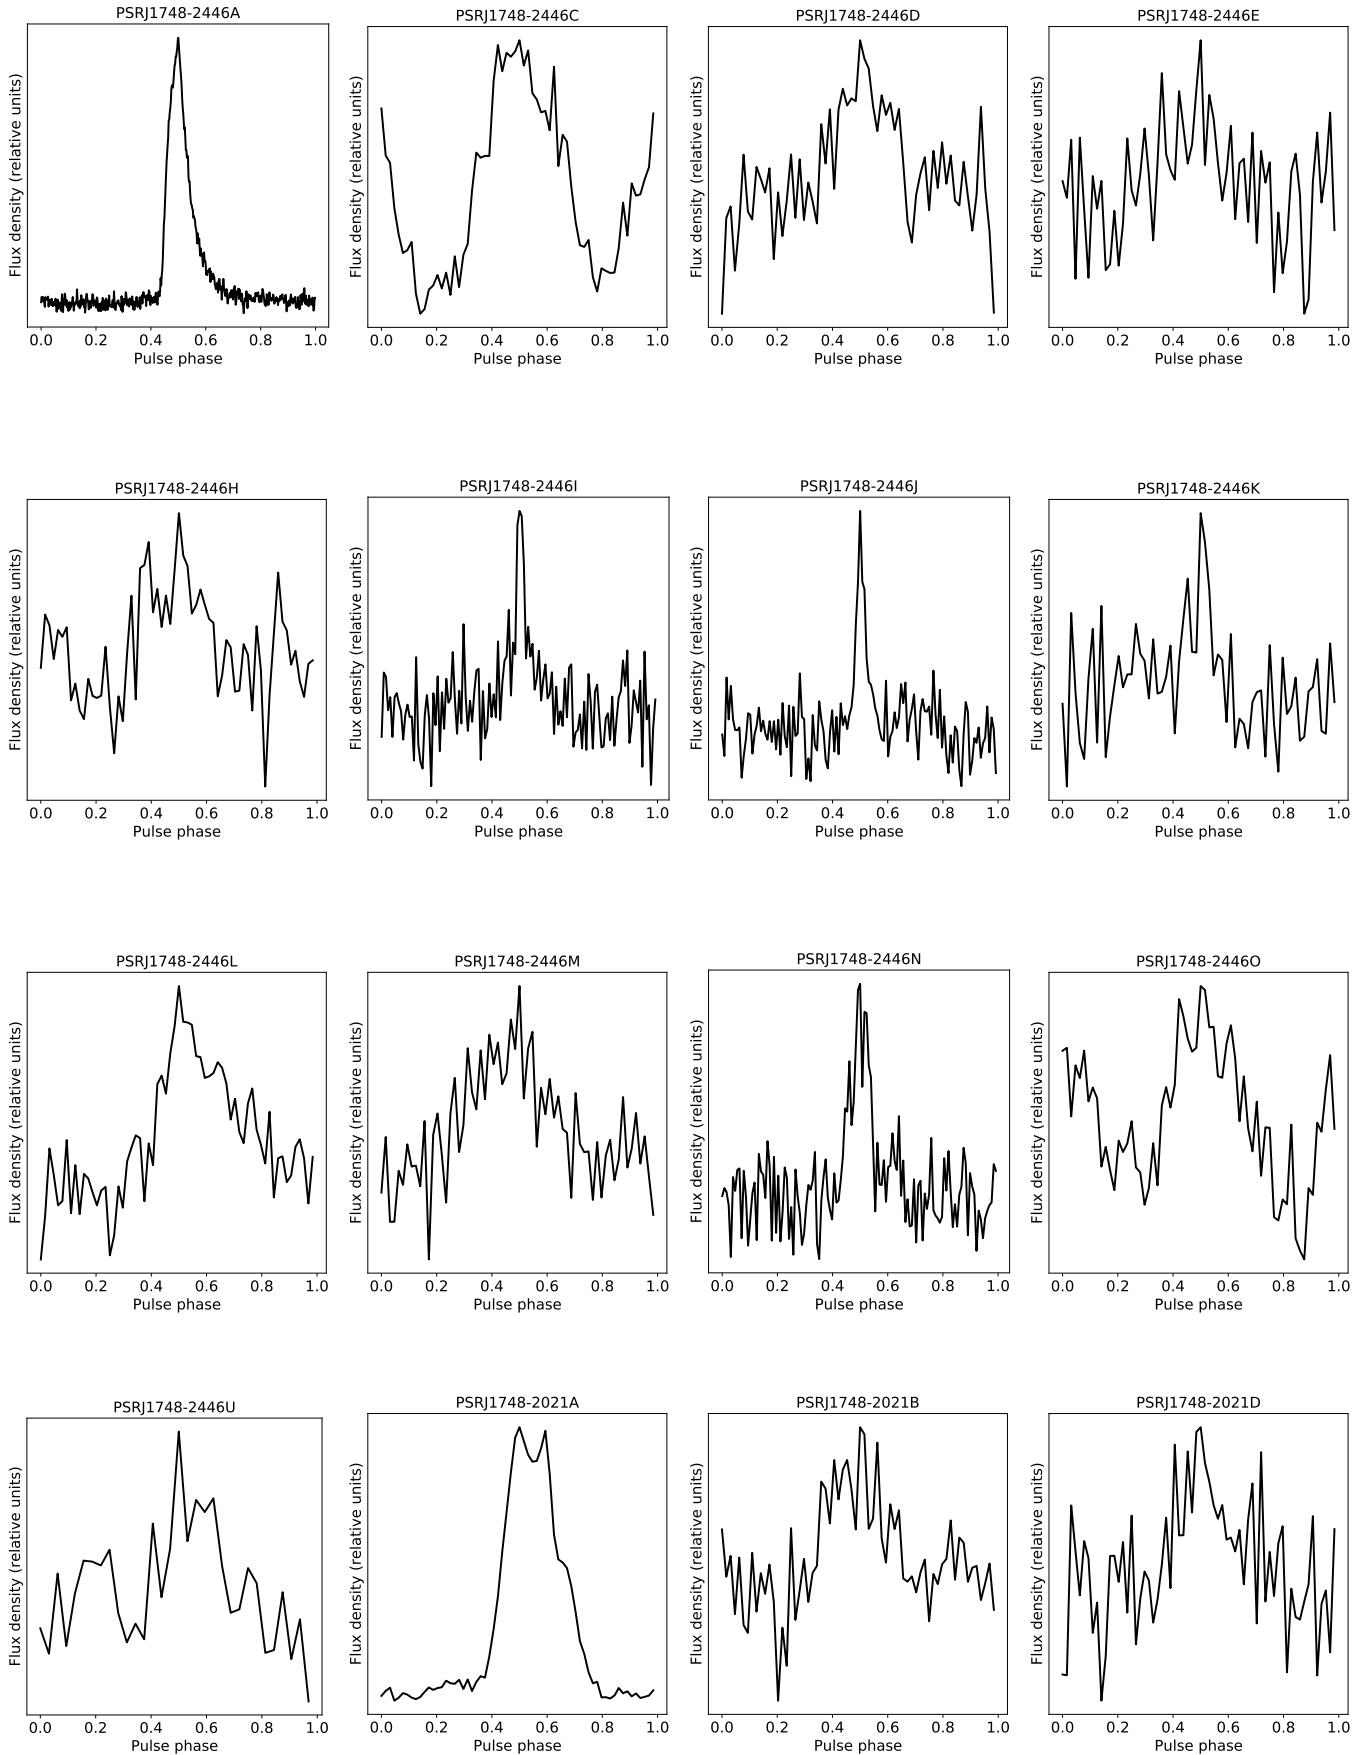 PSRJ1748-2446A
Flux density (relative units)
0.0 0.2 0.4 0.6 0.8 1.0
Pulse phase
PSRJ1748-2446C
Flux density (relative units)
0.0 0.2 0.4 0.6 0.8 1.0
Pulse phase
PSRJ1748-2446D
Flux density (relative units)
0.0 0.2 0.4 0.6 0.8 1.0
Pulse phase
PSRJ1748-2446E
Flux density (relative units)
0.0 0.2 0.4 0.6 0.8 1.0
Pulse phase
PSRJ1748-2446H
Flux density (relative units)
0.0 0.2 0.4 0.6 0.8 1.0
Pulse phase
PSRJ1748-2446I
Flux density (relative units)
0.0 0.2 0.4 0.6 0.8 1.0
Pulse phase
PSRJ1748-2446J
Flux density (relative units)
0.0 0.2 0.4 0.6 0.8 1.0
Pulse phase
PSRJ1748-2446K
Flux density (relative units)
0.0 0.2 0.4 0.6 0.8 1.0
Pulse phase
PSRJ1748-2446L
Flux density (relative units)
0.0 0.2 0.4 0.6 0.8 1.0
Pulse phase
PSRJ1748-2446M
Flux density (relative units)
0.0 0.2 0.4 0.6 0.8 1.0
Pulse phase
PSRJ1748-2446N
Flux density (relative units)
0.0 0.2 0.4 0.6 0.8 1.0
Pulse phase
PSRJ1748-2446O
Flux density (relative units)
0.0 0.2 0.4 0.6 0.8 1.0
Pulse phase
PSRJ1748-2446U
Flux density (relative units)
0.0 0.2 0.4 0.6 0.8 1.0
Pulse phase
PSRJ1748-2021A
Flux density (relative units)
0.0 0.2 0.4 0.6 0.8 1.0
Pulse phase
PSRJ1748-2021B
Flux density (relative units)
0.0 0.2 0.4 0.6 0.8 1.0
Pulse phase
PSRJ1748-2021D
Flux density (relative units)
0.0 0.2 0.4 0.6 0.8 1.0
Pulse phase